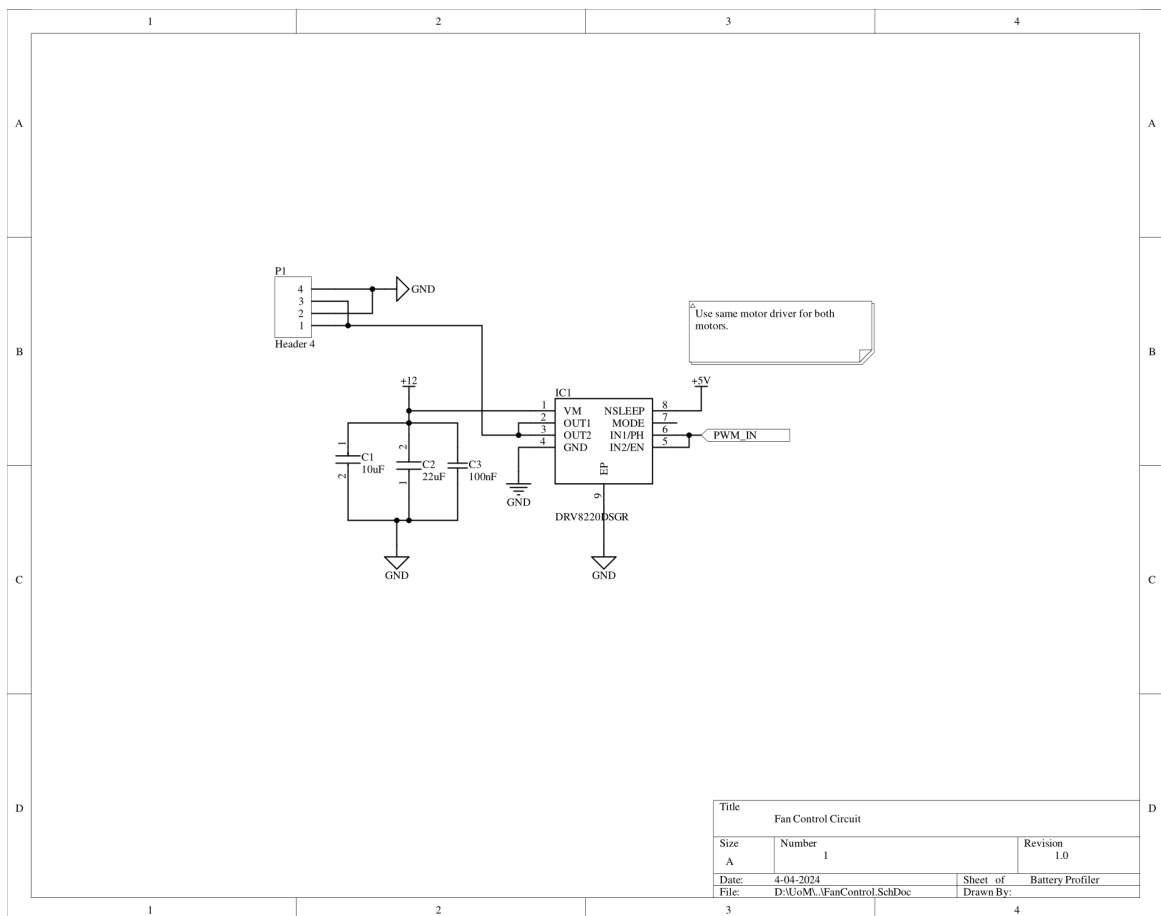 1 2 3 4
A A
P1
4
3
2
1
GND
Header 4
Use same motor driver for both
motors.
B B
+12
+5V
IC1
1 VM NSLEEP 8
2 OUT1 MODE 7
3 OUT2 IN1/PH 6
4 GND IN2/EN 5
PWM_IN
EP
9
1 C1
10uF
2
2 C2
22uF
1
C3
100nF
GND
DRV8220DSGR
GND
GND
C C
D D
Title
Fan Control Circuit
Size Number Revision
A 1 1.0
Date: 4-04-2024 Sheet of Battery Profiler
File: D:\UoM\..\FanControl.SchDoc Drawn By:
1 2 3 4